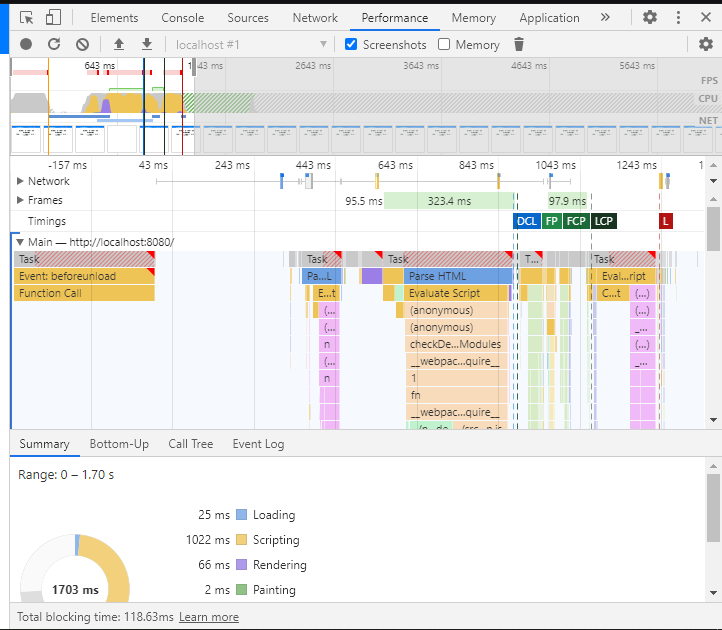 Elements Console Sources Network Performance Memory Application »
localhost #1 Screenshots Memory
643 ms 1 43 ms 2643 ms 3643 ms 4643 ms 5643 ms
FPS
CPU
NET
-157 ms 43 ms 243 ms 443 ms 643 ms 843 ms 1043 ms 1243 ms 1
Network
Frames 95.5 ms 323.4 ms 97.9 ms
Timings DCL FP FCP LCP L
Main — http://localhost:8080/
Task Task Task T... Task
Event: beforeunload Pa...L Parse HTML Eval...ript
Function Call E...t Evaluate Script C...t (...)
(... (anonymous) (...)
(... (anonymous) _...
n checkDe...Modules (...)
(... __webpac...quire__ _...
n 1
fn
__webpac...quire__
Summary Bottom-Up Call Tree Event Log
Range: 0 – 1.70 s
25 ms Loading
1022 ms Scripting
66 ms Rendering
1703 ms
2 ms Painting
Total blocking time: 118.63ms Learn more